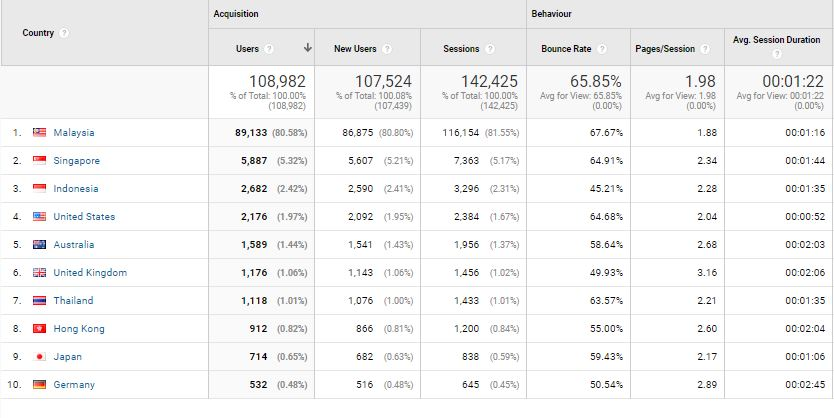 Acquisition Behaviour
Country ?
Users ? New Users ? Sessions ? Bounce Rate ? Pages/Session ? Avg. Session Duration ?
108,982 107,524 142,425 65.85% 1.98 00:01:22
% of Total: 100.00% % of Total: 100.08% % of Total: 100.00% Avg for View: 65.85% Avg for View: 1.98 Avg for View: 00:01:22
(108,982) (107,439) (142,425) (0.00%) (0.00%) (0.00%)
1. Malaysia 89,133 (80.58%) 86,875 (80.80%) 116,154 (81.55%) 67.67% 1.88 00:01:16
2. Singapore 5,887 (5.32%) 5,607 (5.21%) 7,363 (5.17%) 64.91% 2.34 00:01:44
3. Indonesia 2,682 (2.42%) 2,590 (2.41%) 3,296 (2.31%) 45.21% 2.28 00:01:35
4. United States 2,176 (1.97%) 2,092 (1.95%) 2,384 (1.67%) 64.68% 2.04 00:00:52
5. Australia 1,589 (1.44%) 1,541 (1.43%) 1,956 (1.37%) 58.64% 2.68 00:02:03
6. United Kingdom 1,176 (1.06%) 1,143 (1.06%) 1,456 (1.02%) 49.93% 3.16 00:02:06
7. Thailand 1,118 (1.01%) 1,076 (1.00%) 1,433 (1.01%) 63.57% 2.21 00:01:35
8. Hong Kong 912 (0.82%) 866 (0.81%) 1,200 (0.84%) 55.00% 2.60 00:02:04
9. Japan 714 (0.65%) 682 (0.63%) 838 (0.59%) 59.43% 2.17 00:01:06
10. Germany 532 (0.48%) 516 (0.48%) 645 (0.45%) 50.54% 2.89 00:02:45